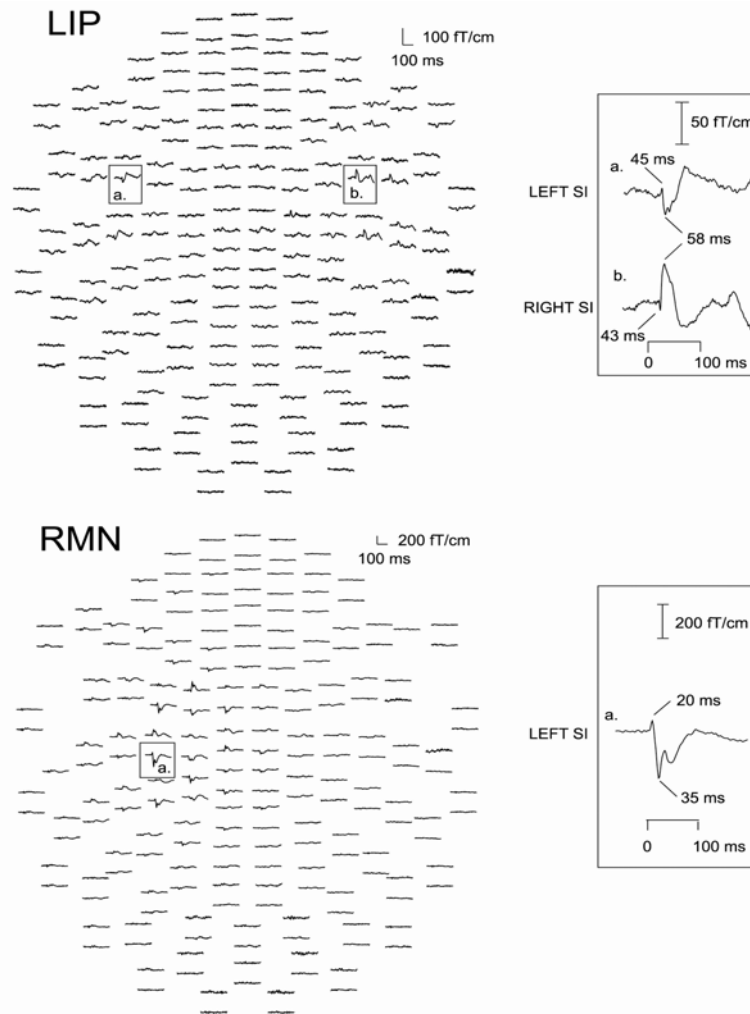 LIP
100 fT/cm
100 ms
a.
b.
50 fT/cm
a.
45 ms
LEFT SI
58 ms
b.
RIGHT SI
43 ms
0 100 ms
RMN
200 fT/cm
100 ms
a.
200 fT/cm
a.
20 ms
LEFT SI
35 ms
0 100 ms